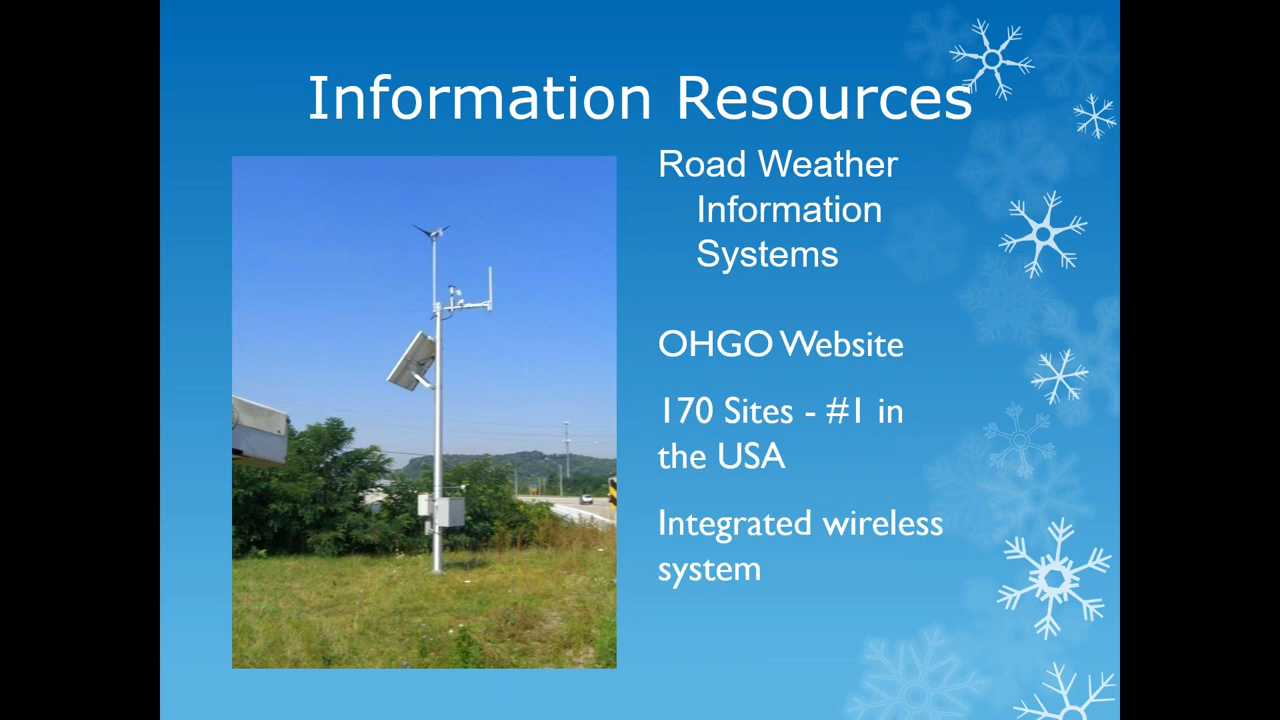 Information Resources
Road Weather
Information
Systems
OHGO Website
170 Sites - #1 in
the USA
Integrated wireless
system